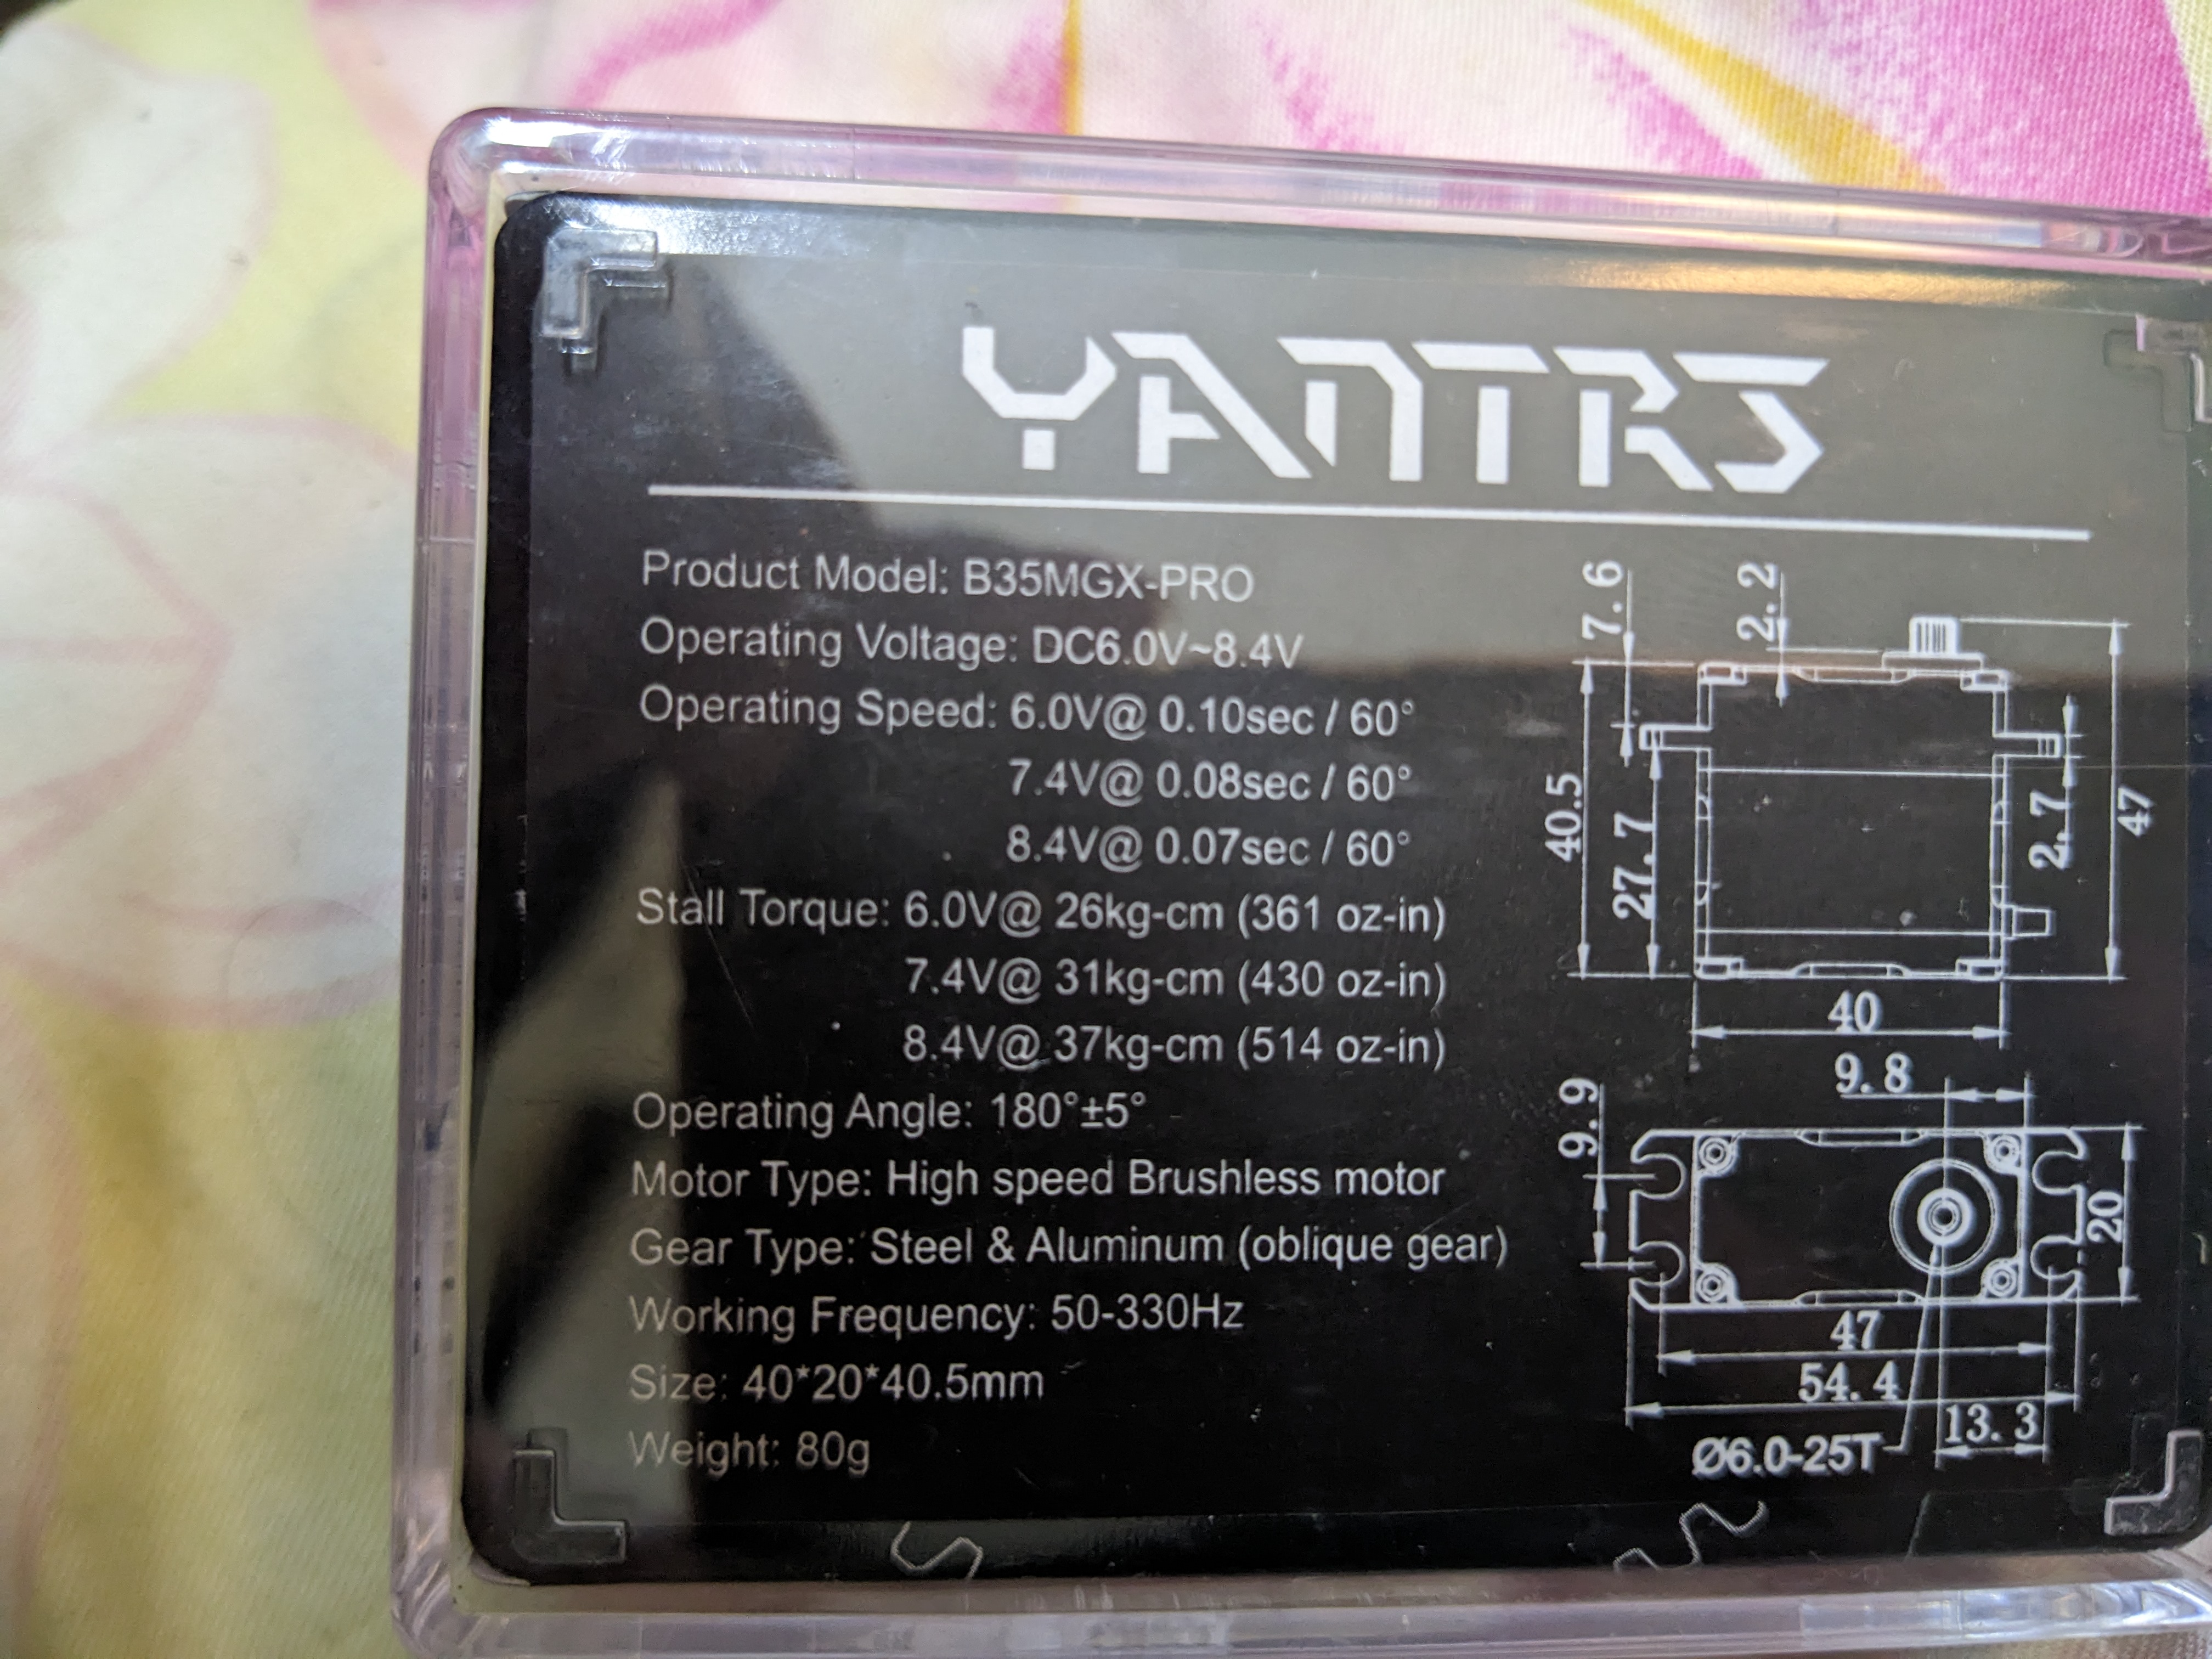 YANTRS
Product Model: B35MGX-PRO
Operating Voltage: DC6.0V~8.4V
Operating Speed: 6.0V@ 0.10sec / 60°
7.4V@ 0.08sec / 60°
8.4V@ 0.07sec / 60°
Stall Torque: 6.0V@ 26kg-cm (361 oz-in)
7.4V@ 31kg-cm (430 oz-in)
8.4V@ 37kg-cm (514 oz-in)
Operating Angle: 180°±5°
Motor Type: High speed Brushless motor
Gear Type: Steel & Aluminum (oblique gear)
Working Frequency: 50-330Hz
Size: 40*20*40.5mm
Weight: 80g
7.6
2.2
40.5
27.7
2.7
47
40
9.8
9.9
20
47
54.4
13.3
Ø6.0-25T